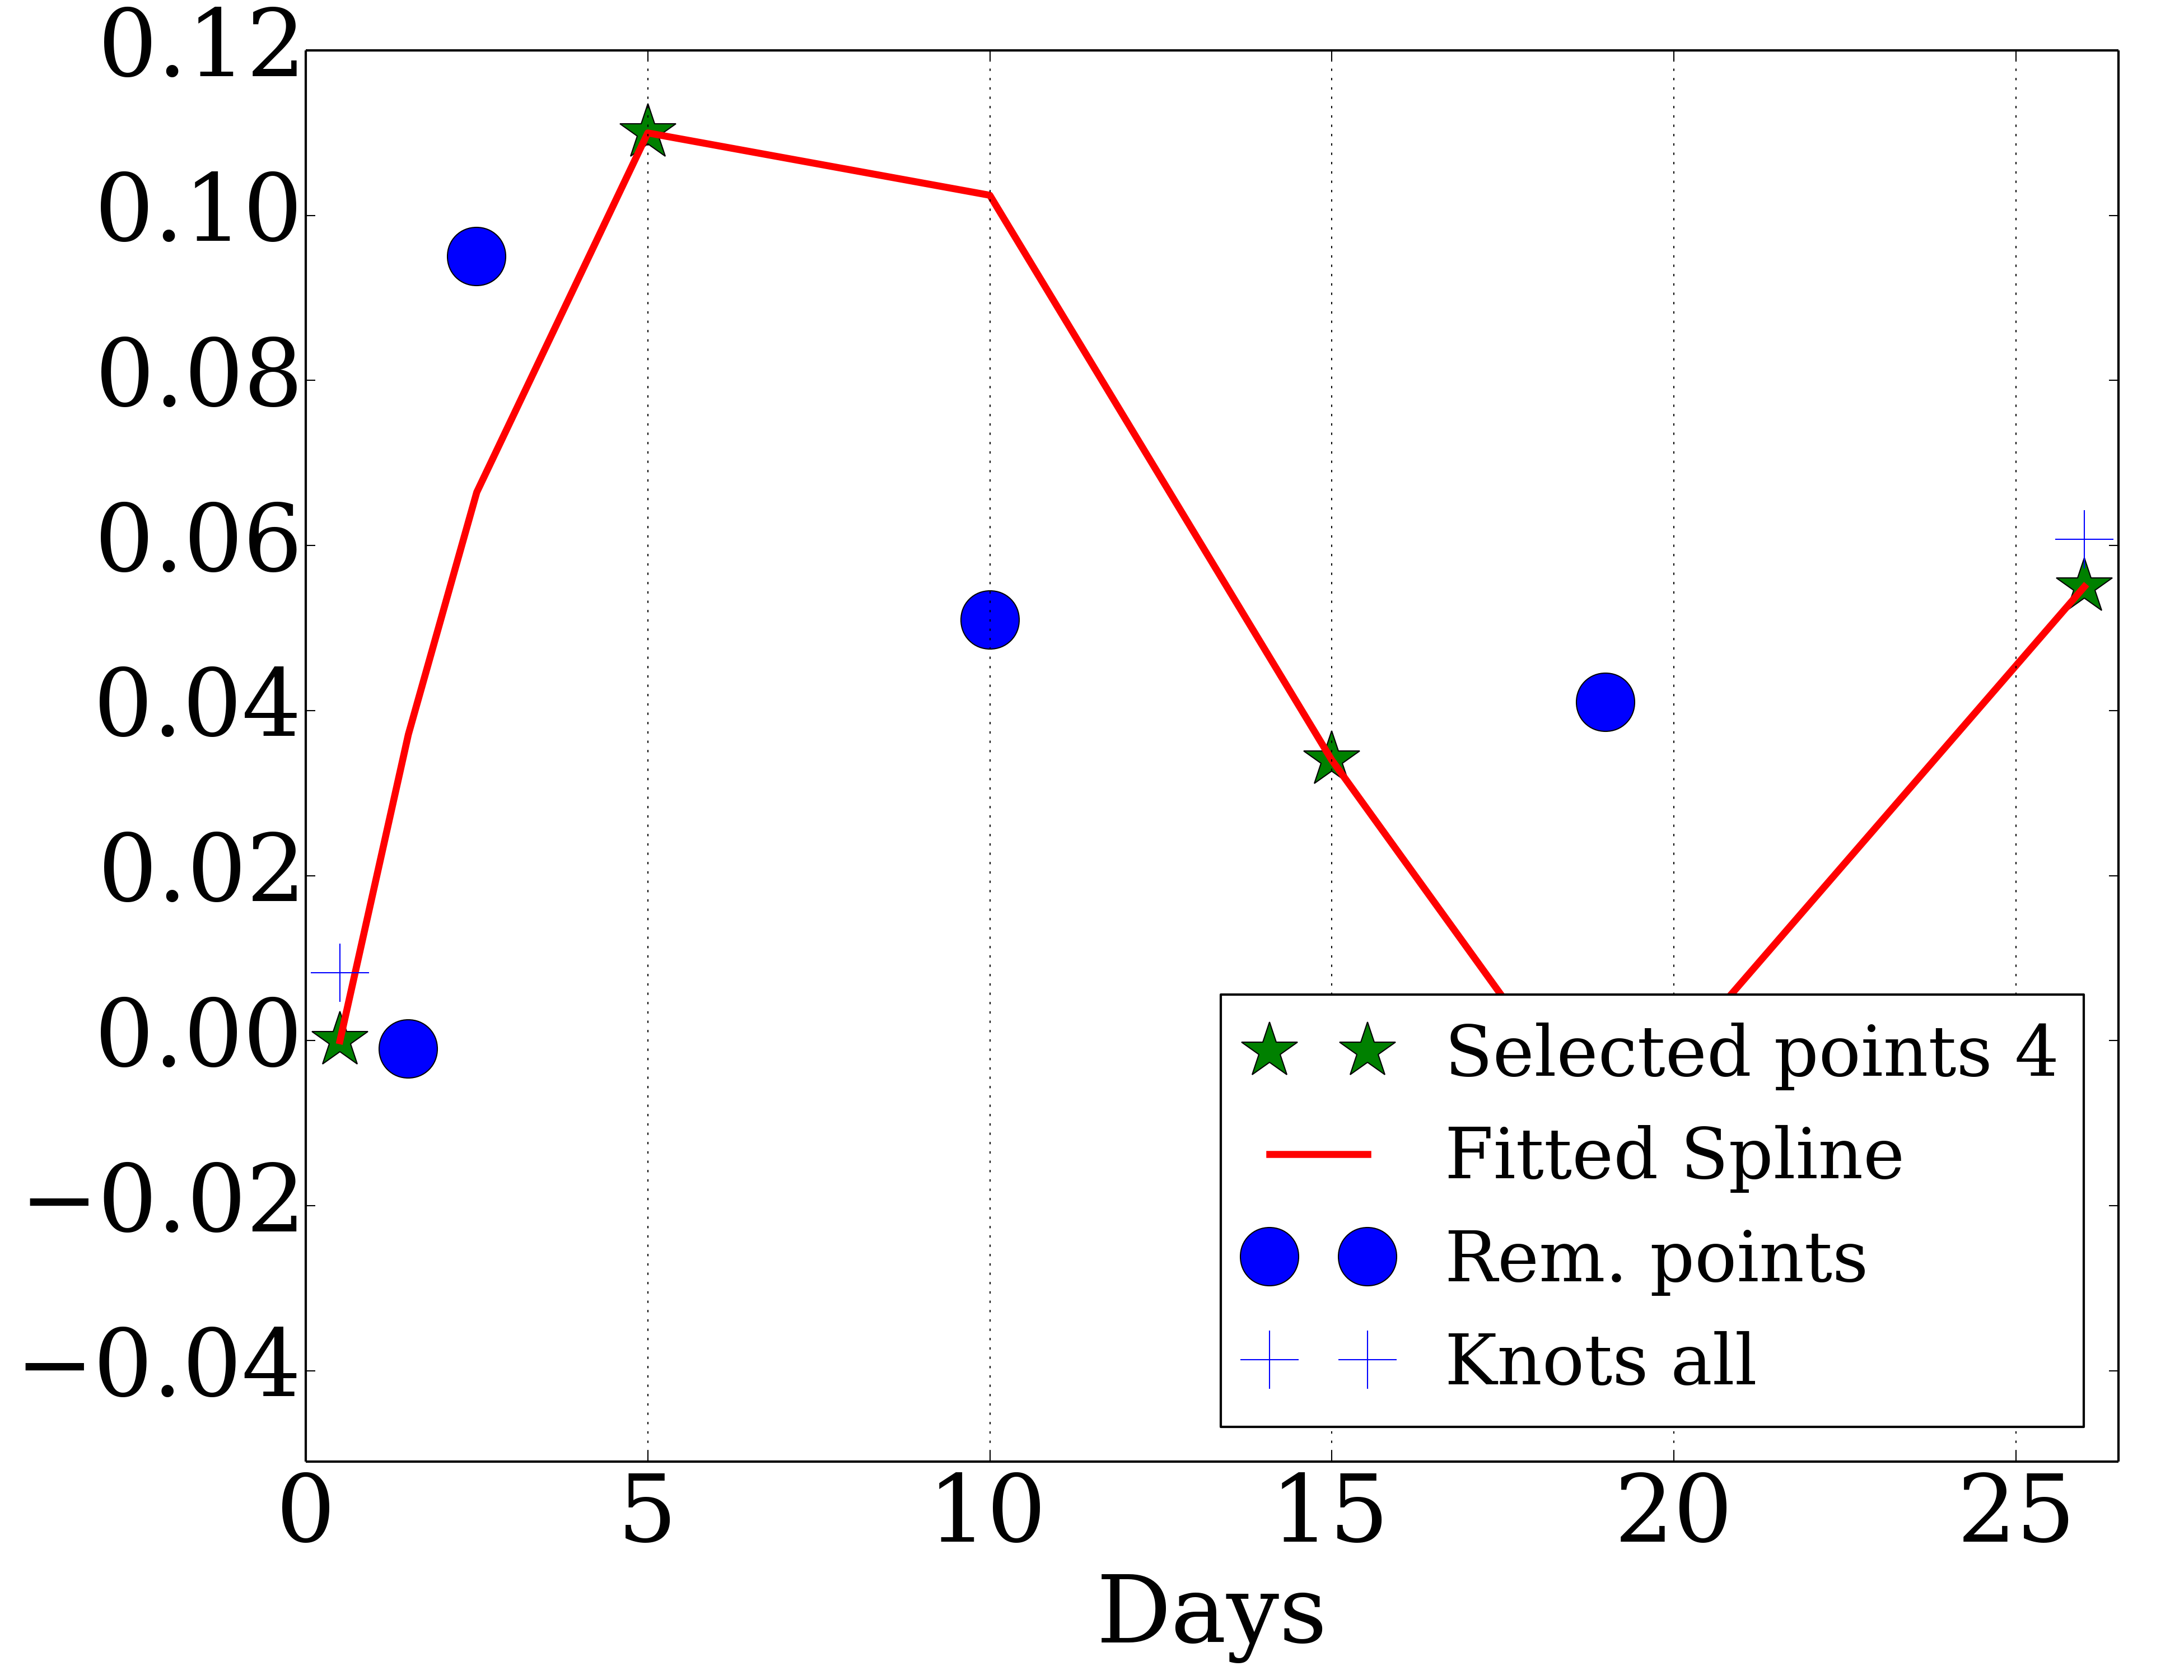 0.12
0.10
0.08
0.06
0.04
0.02
0.00
−0.02
−0.04
Selected points 4
Fitted Spline
Rem. points
Knots all
0 5 10 15 20 25
Days